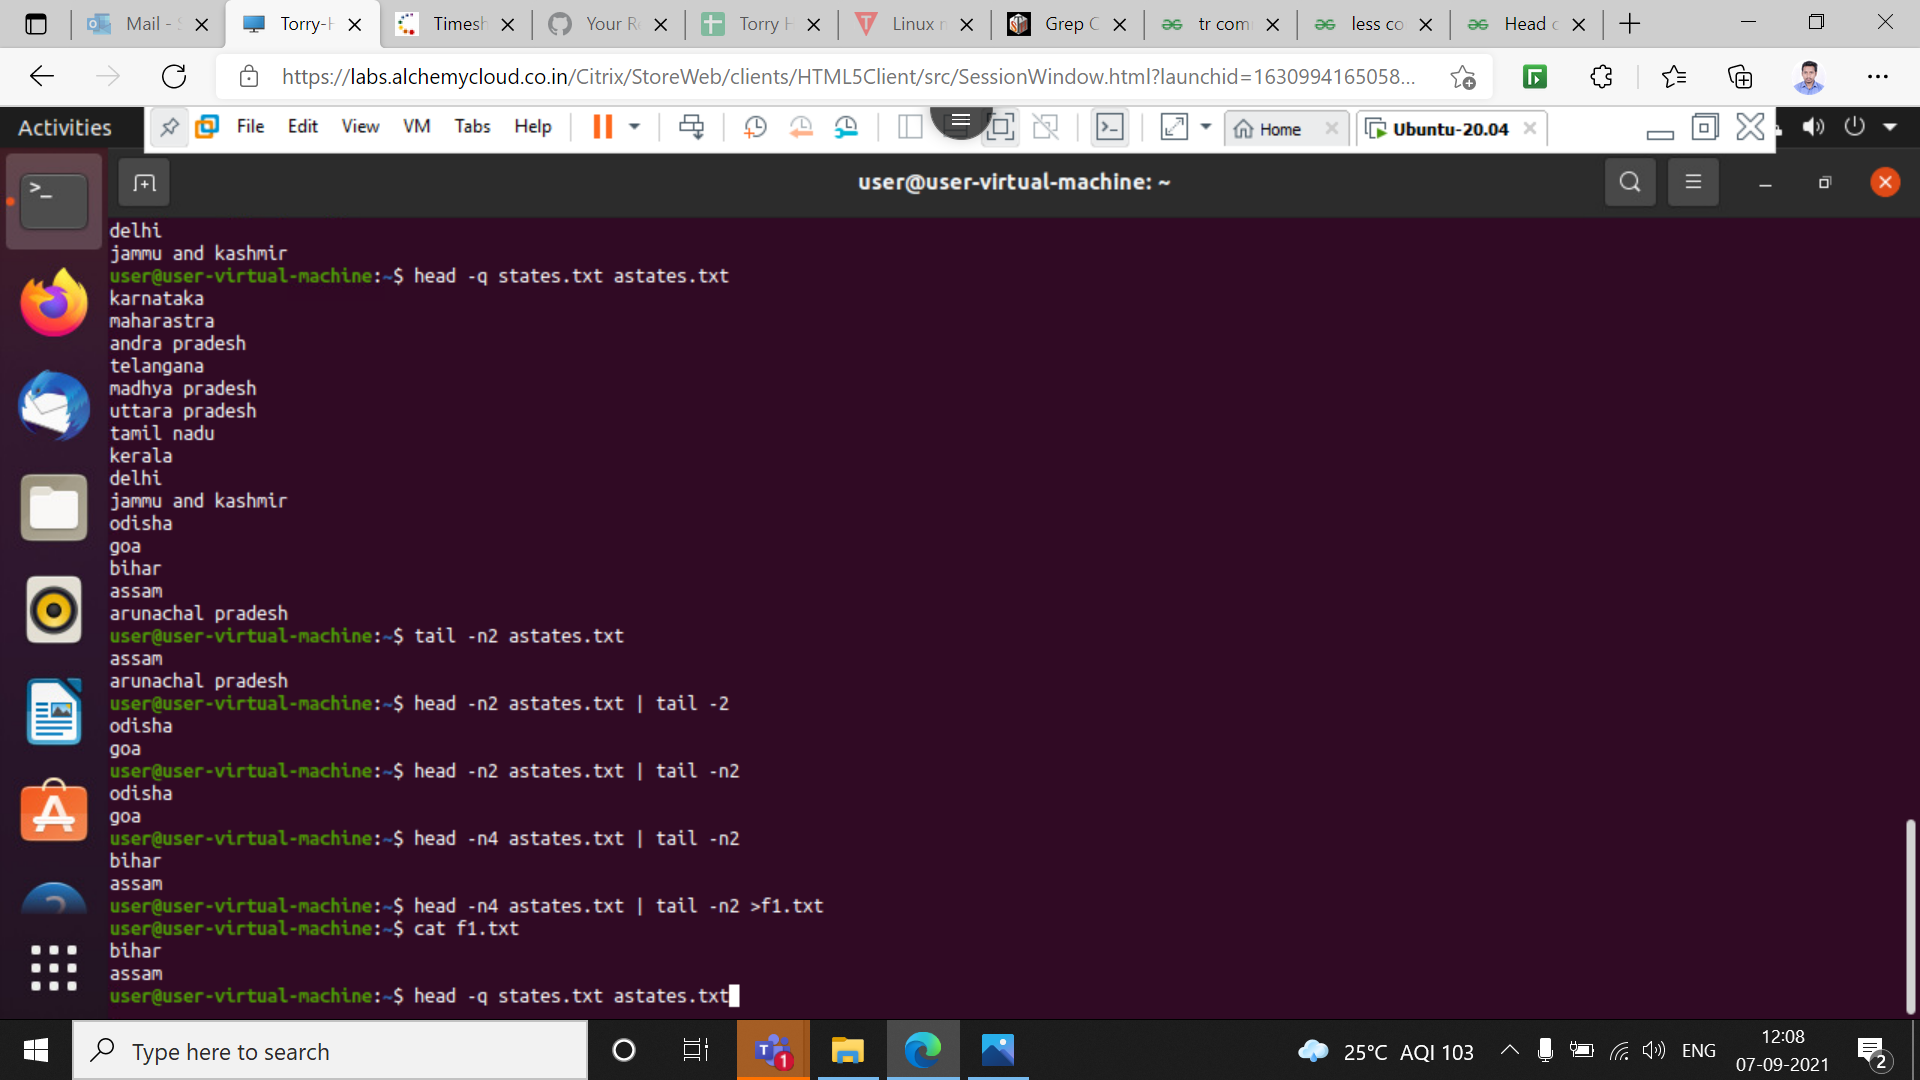 Mail - S
Torry-H
Timesh
Your Re
Torry H
Linux m
Grep C
tr com
less co
Head c
https://labs.alchemycloud.co.in/Citrix/StoreWeb/clients/HTML5Client/src/SessionWindow.html?launchid=1630994165058...
Activities
File Edit View VM Tabs Help
Home
Ubuntu-20.04
user@user-virtual-machine: ~
delhi
jammu and kashmir
user@user-virtual-machine:~$ head -q states.txt astates.txt
karnataka
maharastra
andra pradesh
telangana
madhya pradesh
uttara pradesh
tamil nadu
kerala
delhi
jammu and kashmir
odisha
goa
bihar
assam
arunachal pradesh
user@user-virtual-machine:~$ tail -n2 astates.txt
assam
arunachal pradesh
user@user-virtual-machine:~$ head -n2 astates.txt | tail -2
odisha
goa
user@user-virtual-machine:~$ head -n2 astates.txt | tail -n2
odisha
goa
user@user-virtual-machine:~$ head -n4 astates.txt | tail -n2
bihar
assam
user@user-virtual-machine:~$ head -n4 astates.txt | tail -n2 >f1.txt
user@user-virtual-machine:~$ cat f1.txt
bihar
assam
user@user-virtual-machine:~$ head -q states.txt astates.txt
Type here to search
1
25°C AQI 103
ENG
12:08
07-09-2021
2